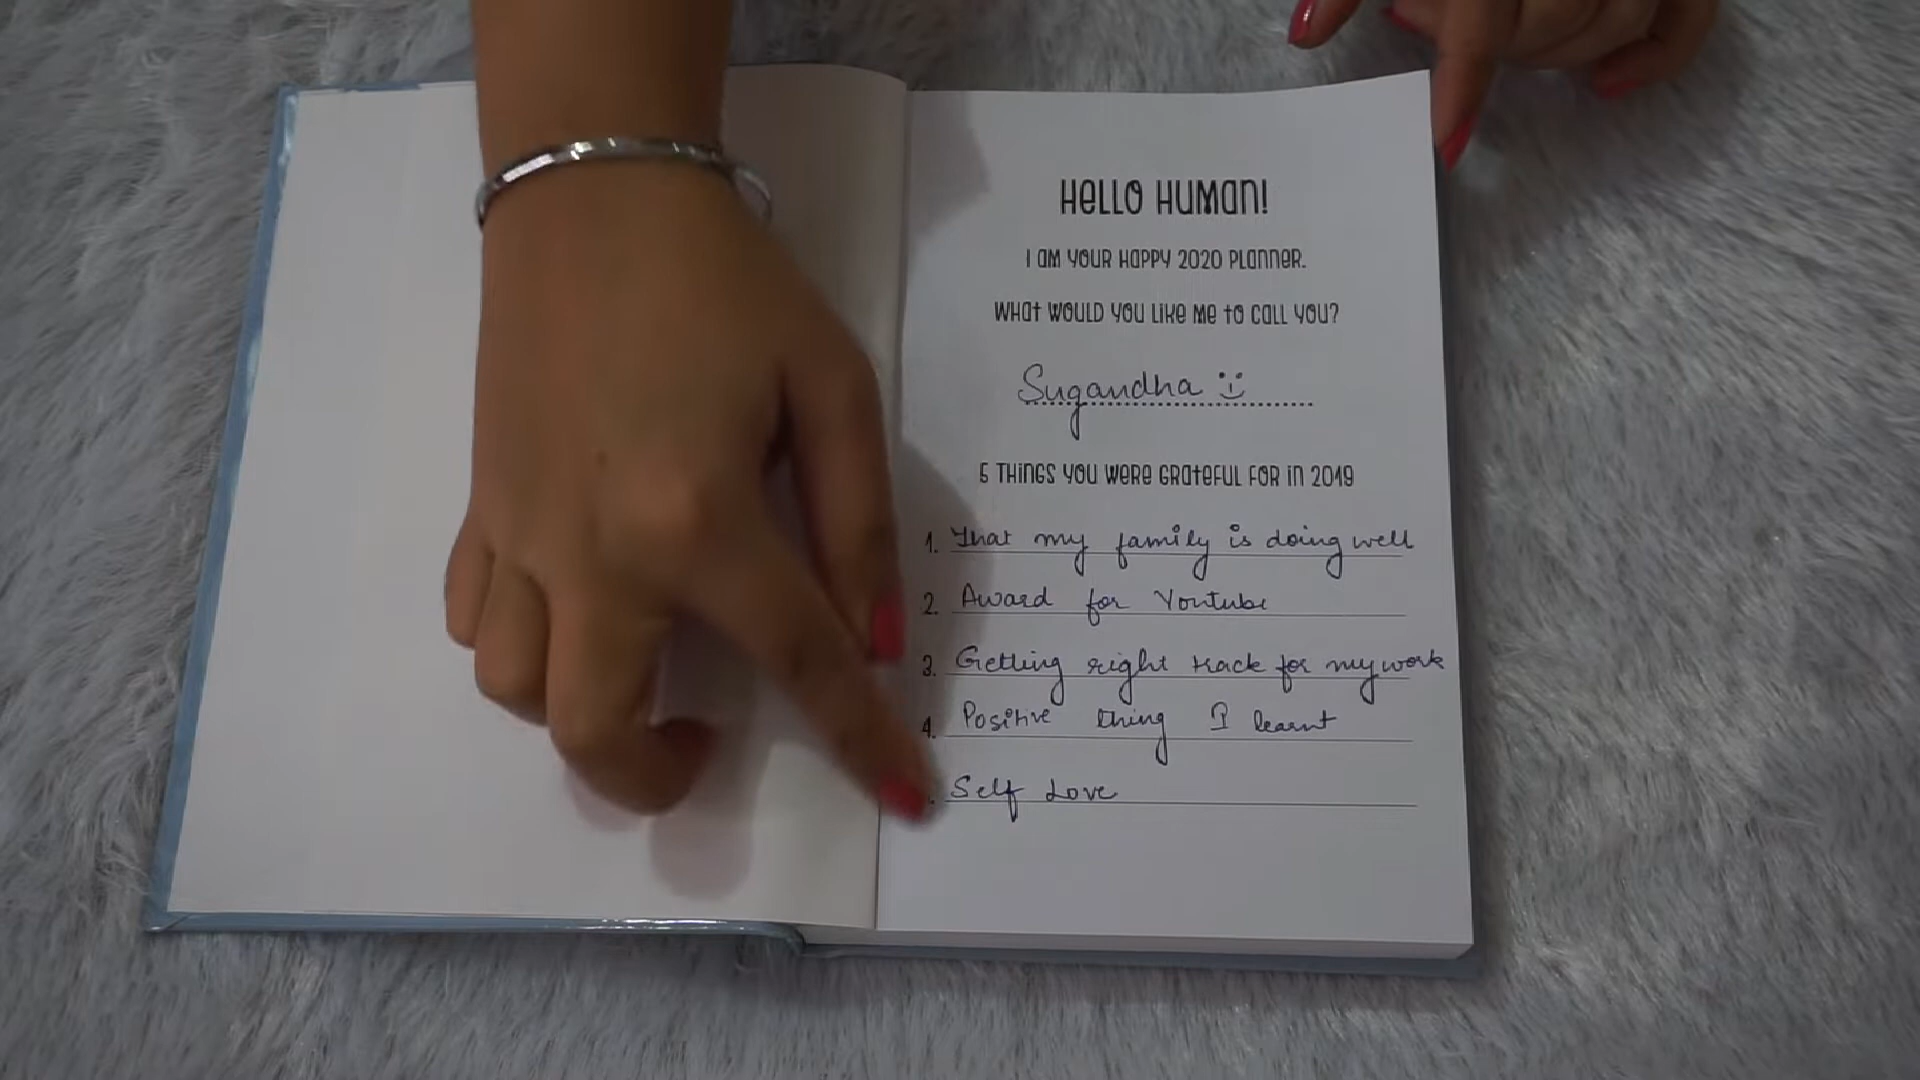 HELLO HUMAN!
I AM YOUR HAPPY 2020 PLANNER.
WHAT WOULD YOU LIKE ME TO CALL YOU?
Sugandha
5 THINGS YOU WERE GRATEFUL FOR IN 2019
1. That my family is doing well
2. Award for Youtube
3. Getting right track for my work
4. Positive thing I learnt
Self Love